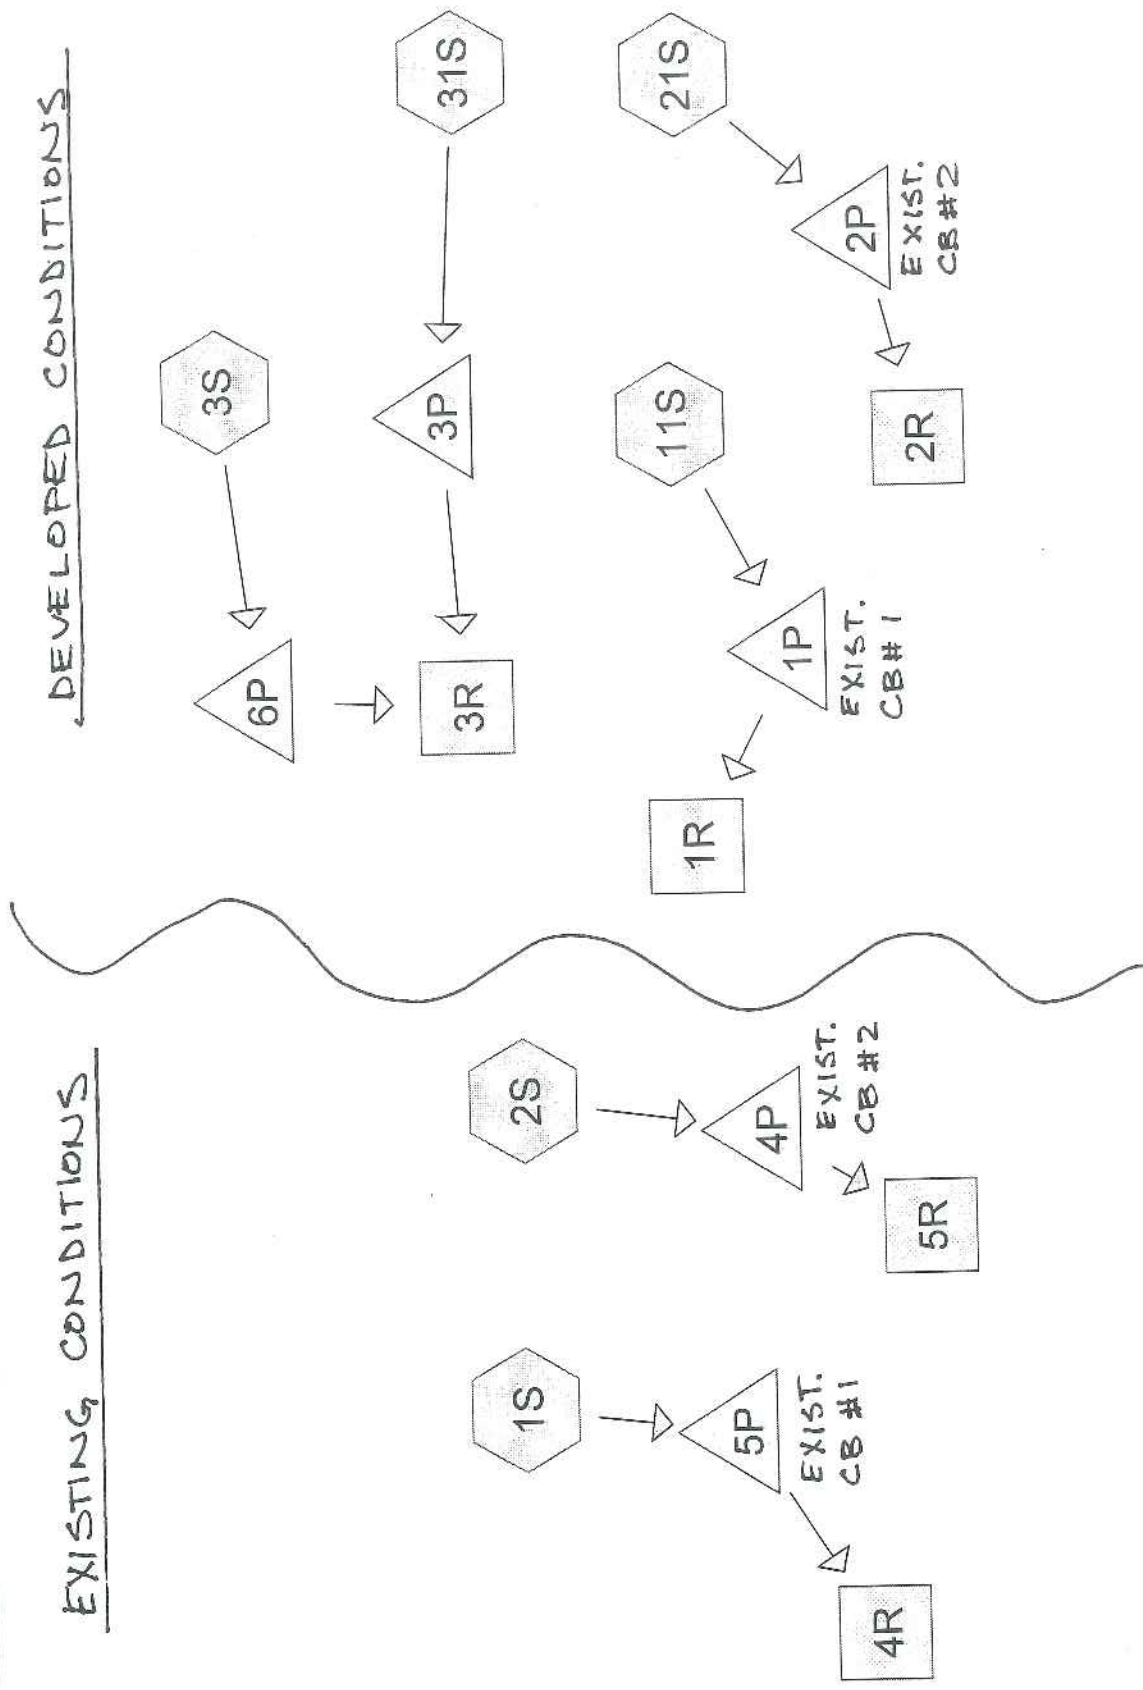 EXISTING CONDITIONS
1S
5P
EXIST.
CB #1
4R
2S
4P
EXIST.
CB #2
5R
DEVELOPED CONDITIONS
3S
6P
31S
3P
3R
11S
1P
EXIST.
CB# 1
1R
21S
2P
EXIST.
CB #2
2R